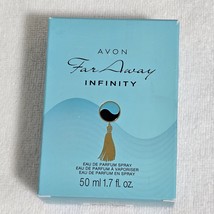 AVON
Far Away
INFINITY
EAU DE PARFUM SPRAY
EAU DE PARFUM À VAPORISER
EAU DE PARFUM EN SPRAY
50 ml 1.7 fl. oz.